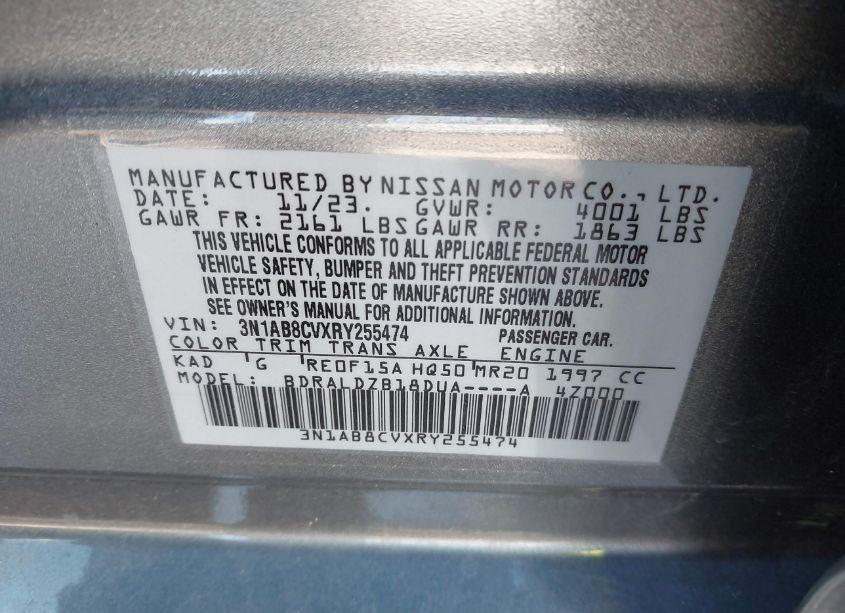 MANUFACTURED BY NISSAN MOTOR CO., LTD.
DATE: 11/23. GVWR: 4001 LBS
GAWR FR: 2161 LBS GAWR RR: 1863 LBS
THIS VEHICLE CONFORMS TO ALL APPLICABLE FEDERAL MOTOR
VEHICLE SAFETY, BUMPER AND THEFT PREVENTION STANDARDS
IN EFFECT ON THE DATE OF MANUFACTURE SHOWN ABOVE.
SEE OWNER'S MANUAL FOR ADDITIONAL INFORMATION.
VIN: 3N1AB8CVXRY255474 PASSENGER CAR.
COLOR TRIM TRANS AXLE ENGINE
KAD G RE0F15A HQ50 MR20 1997 CC
MODEL: BDRALDZB18DUA----A 4Z000
3N1AB8CVXRY255474